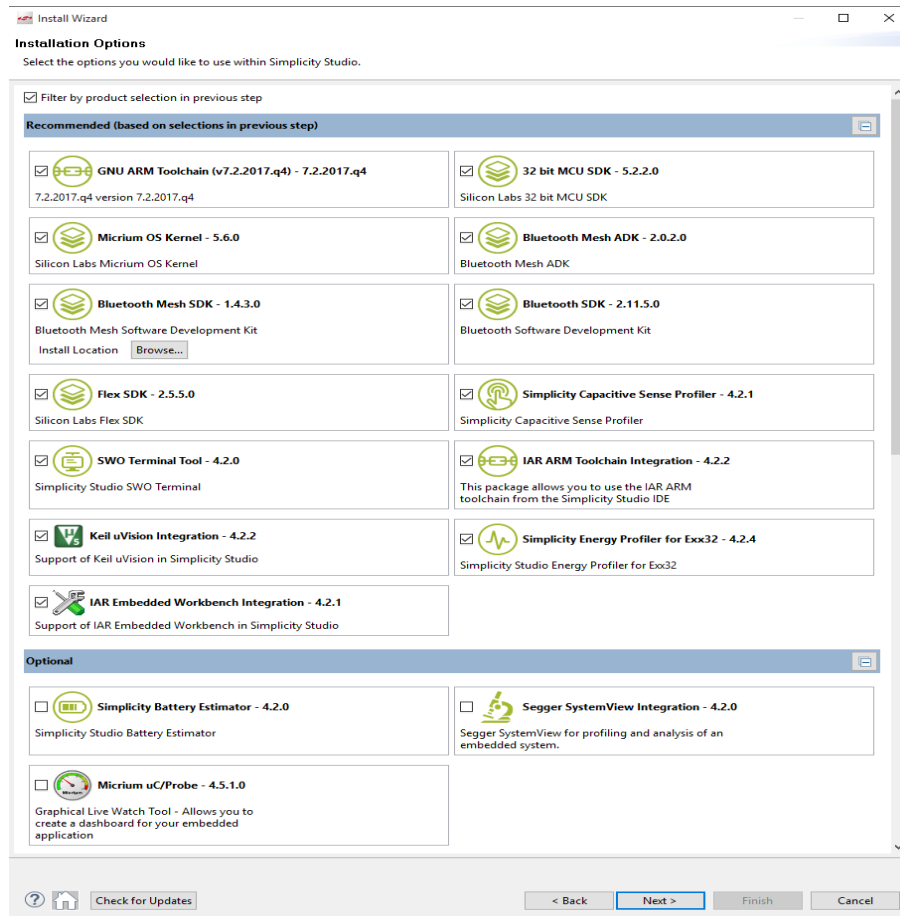 Install Wizard
Installation Options
Select the options you would like to use within Simplicity Studio.
Filter by product selection in previous step
Recommended (based on selections in previous step)
GNU ARM Toolchain (v7.2.2017.q4) - 7.2.2017.q4
7.2.2017.q4 version 7.2.2017.q4
32 bit MCU SDK - 5.2.2.0
Silicon Labs 32 bit MCU SDK
Micrium OS Kernel - 5.6.0
Silicon Labs Micrium OS Kernel
Bluetooth Mesh ADK - 2.0.2.0
Bluetooth Mesh ADK
Bluetooth Mesh SDK - 1.4.3.0
Bluetooth Mesh Software Development Kit
Install Location Browse...
Bluetooth SDK - 2.11.5.0
Bluetooth Software Development Kit
Flex SDK - 2.5.5.0
Silicon Labs Flex SDK
Simplicity Capacitive Sense Profiler - 4.2.1
Simplicity Capacitive Sense Profiler
SWO Terminal Tool - 4.2.0
Simplicity Studio SWO Terminal
IAR ARM Toolchain Integration - 4.2.2
This package allows you to use the IAR ARM
toolchain from the Simplicity Studio IDE
Keil uVision Integration - 4.2.2
Support of Keil uVision in Simplicity Studio
Simplicity Energy Profiler for Exx32 - 4.2.4
Simplicity Studio Energy Profiler for Exx32
IAR Embedded Workbench Integration - 4.2.1
Support of IAR Embedded Workbench in Simplicity Studio
Optional
Simplicity Battery Estimator - 4.2.0
Simplicity Studio Battery Estimator
Segger SystemView Integration - 4.2.0
Segger SystemView for profiling and analysis of an
embedded system.
Micrium uC/Probe - 4.5.1.0
Graphical Live Watch Tool - Allows you to
create a dashboard for your embedded
application
Check for Updates
< Back
Next >
Finish
Cancel